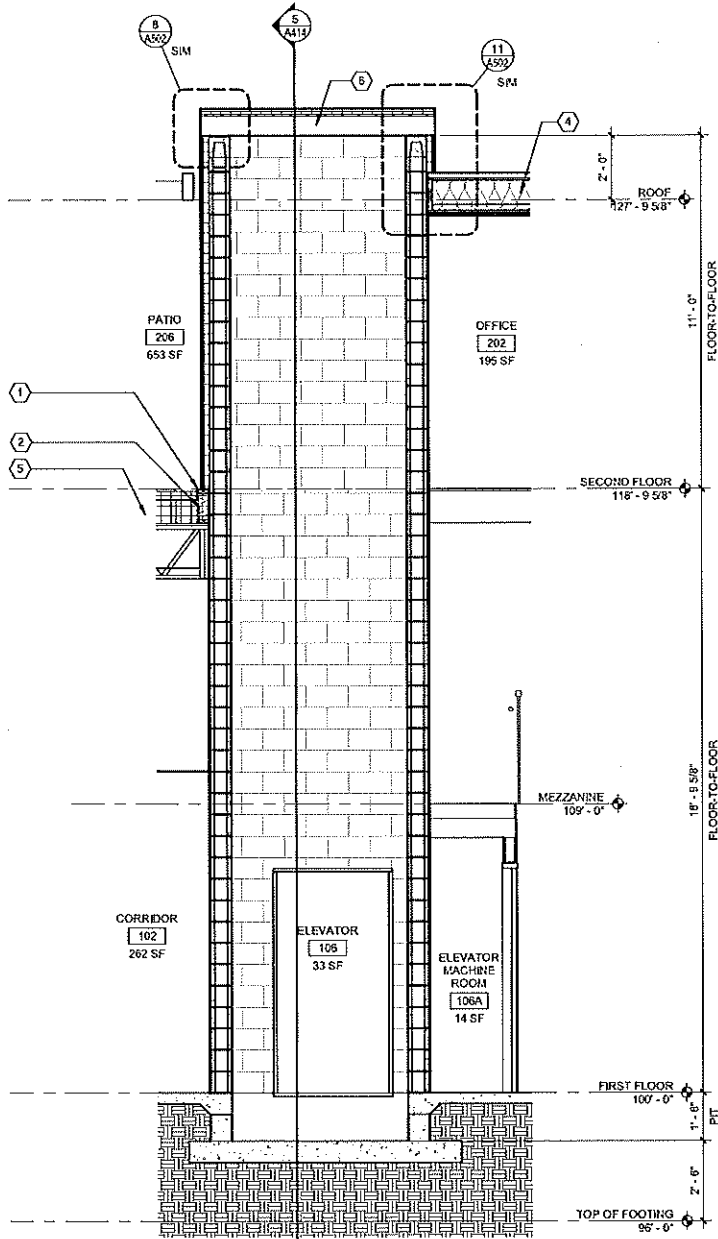 8
A502
SIM
5
A414
11
A502
SIM
6
4
2' - 0"
ROOF
127' - 9 5/8"
11' - 0"
FLOOR-TO-FLOOR
PATIO
206
653 SF
OFFICE
202
195 SF
1
2
5
SECOND FLOOR
118' - 9 5/8"
18' - 9 5/8"
FLOOR-TO-FLOOR
MEZZANINE
109' - 0"
CORRIDOR
102
262 SF
ELEVATOR
106
33 SF
ELEVATOR
MACHINE
ROOM
106A
14 SF
FIRST FLOOR
100' - 0"
1' - 6"
PIT
2' - 6"
TOP OF FOOTING
96' - 0"